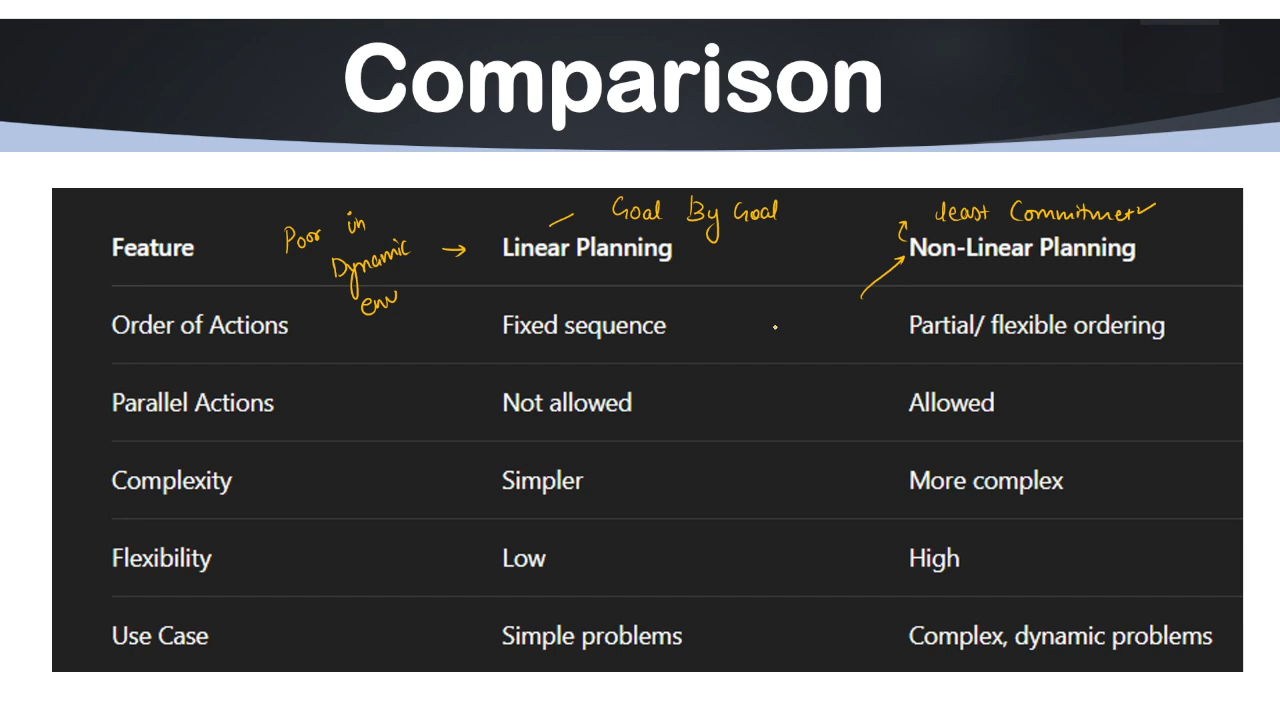 Comparison
Poor in Dynamic env →
– Goal By Goal
least Commitment
Feature Linear Planning Non-Linear Planning
Order of Actions Fixed sequence Partial/ flexible ordering
Parallel Actions Not allowed Allowed
Complexity Simpler More complex
Flexibility Low High
Use Case Simple problems Complex, dynamic problems